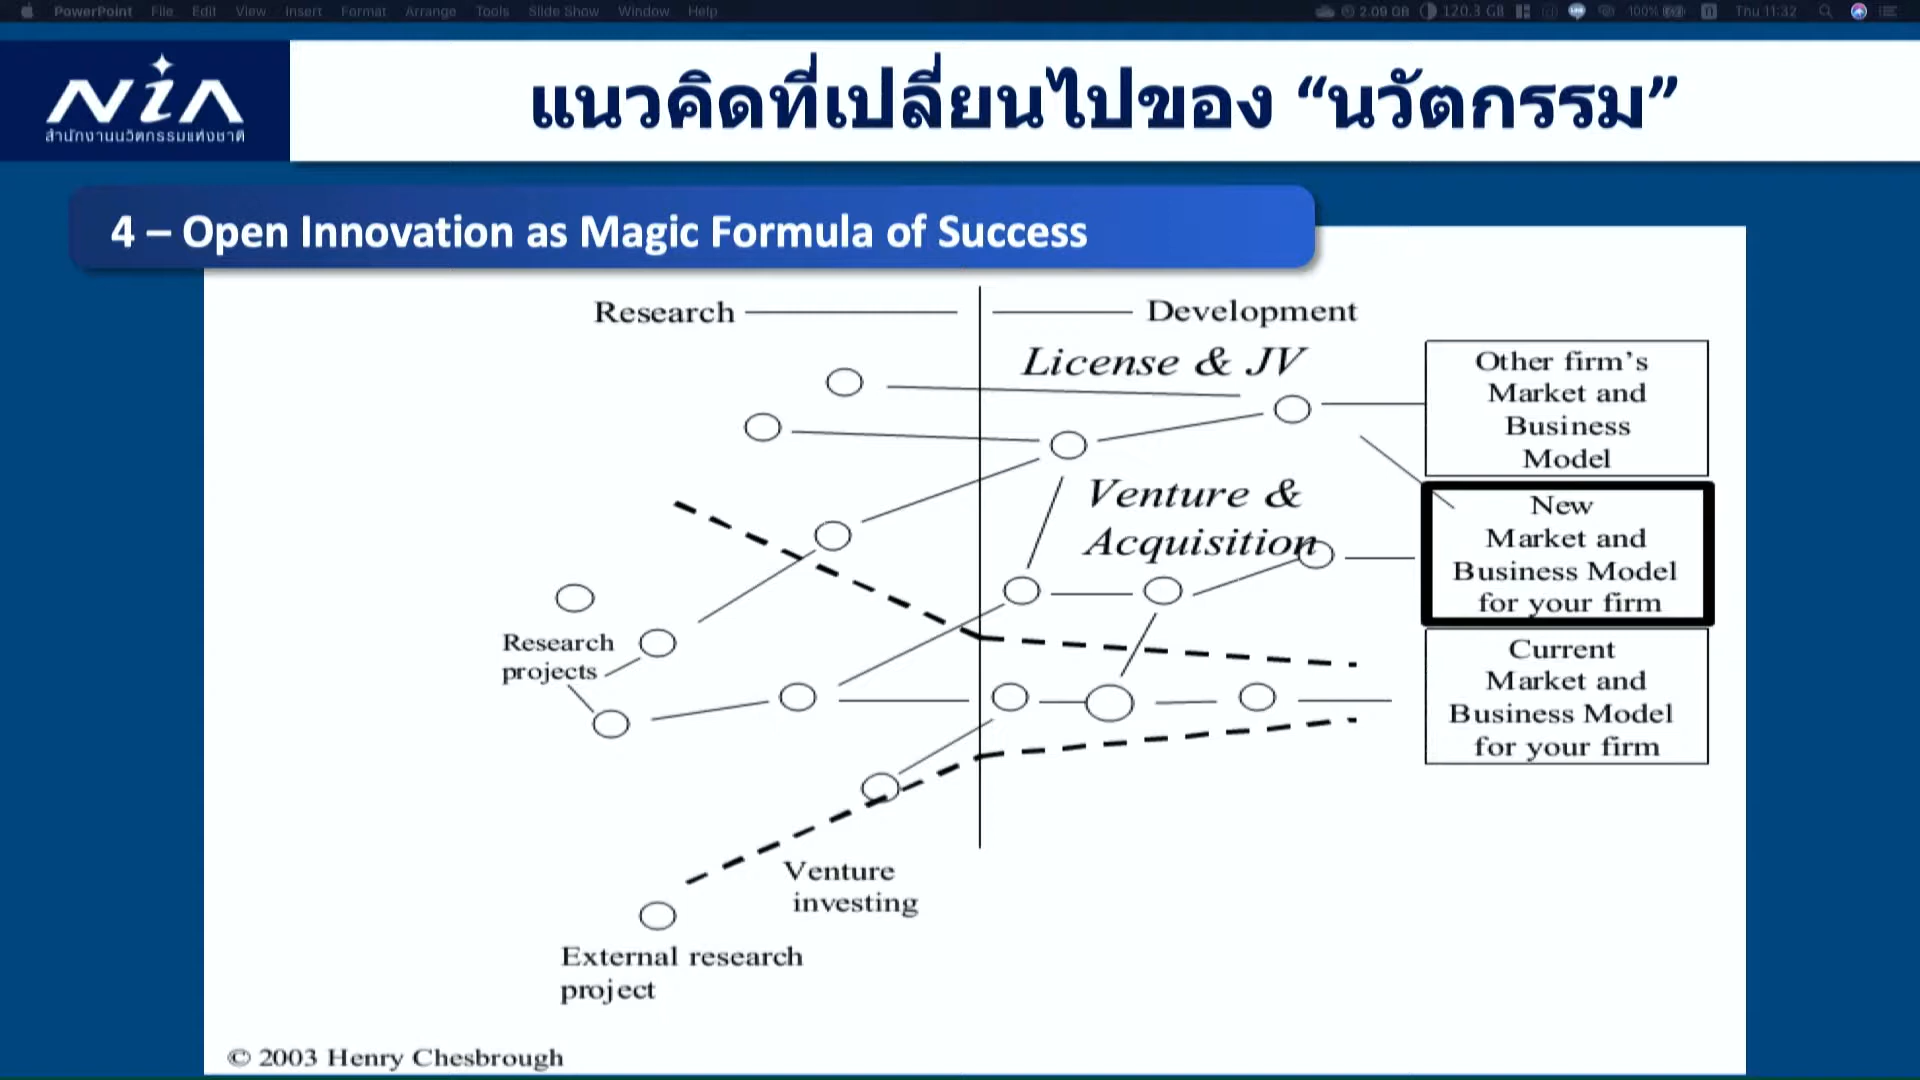 PowerPoint File Edit View Insert Format Arrange Tools Slide Show Window Help 2.09 GB 120.3 GB 100% Thu 11:32
NiA
สำนักงานนวัตกรรมแห่งชาติ
แนวคิดที่เปลี่ยนไปของ “นวัตกรรม”
4 – Open Innovation as Magic Formula of Success
Research
Development
License & JV
Other firm’s
Market and
Business
Model
Venture &
Acquisition
New
Market and
Business Model
for your firm
Research
projects
Current
Market and
Business Model
for your firm
Venture
investing
External research
project
© 2003 Henry Chesbrough